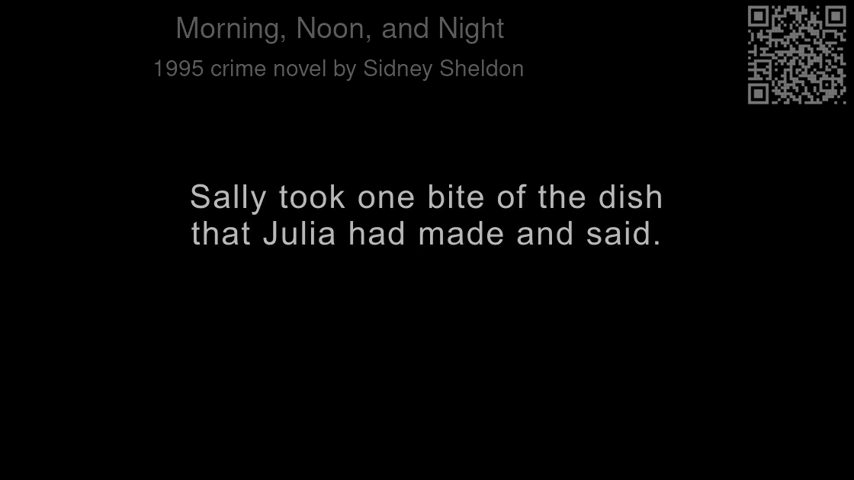 Morning, Noon, and Night
1995 crime novel by Sidney Sheldon
Sally took one bite of the dish
that Julia had made and said.